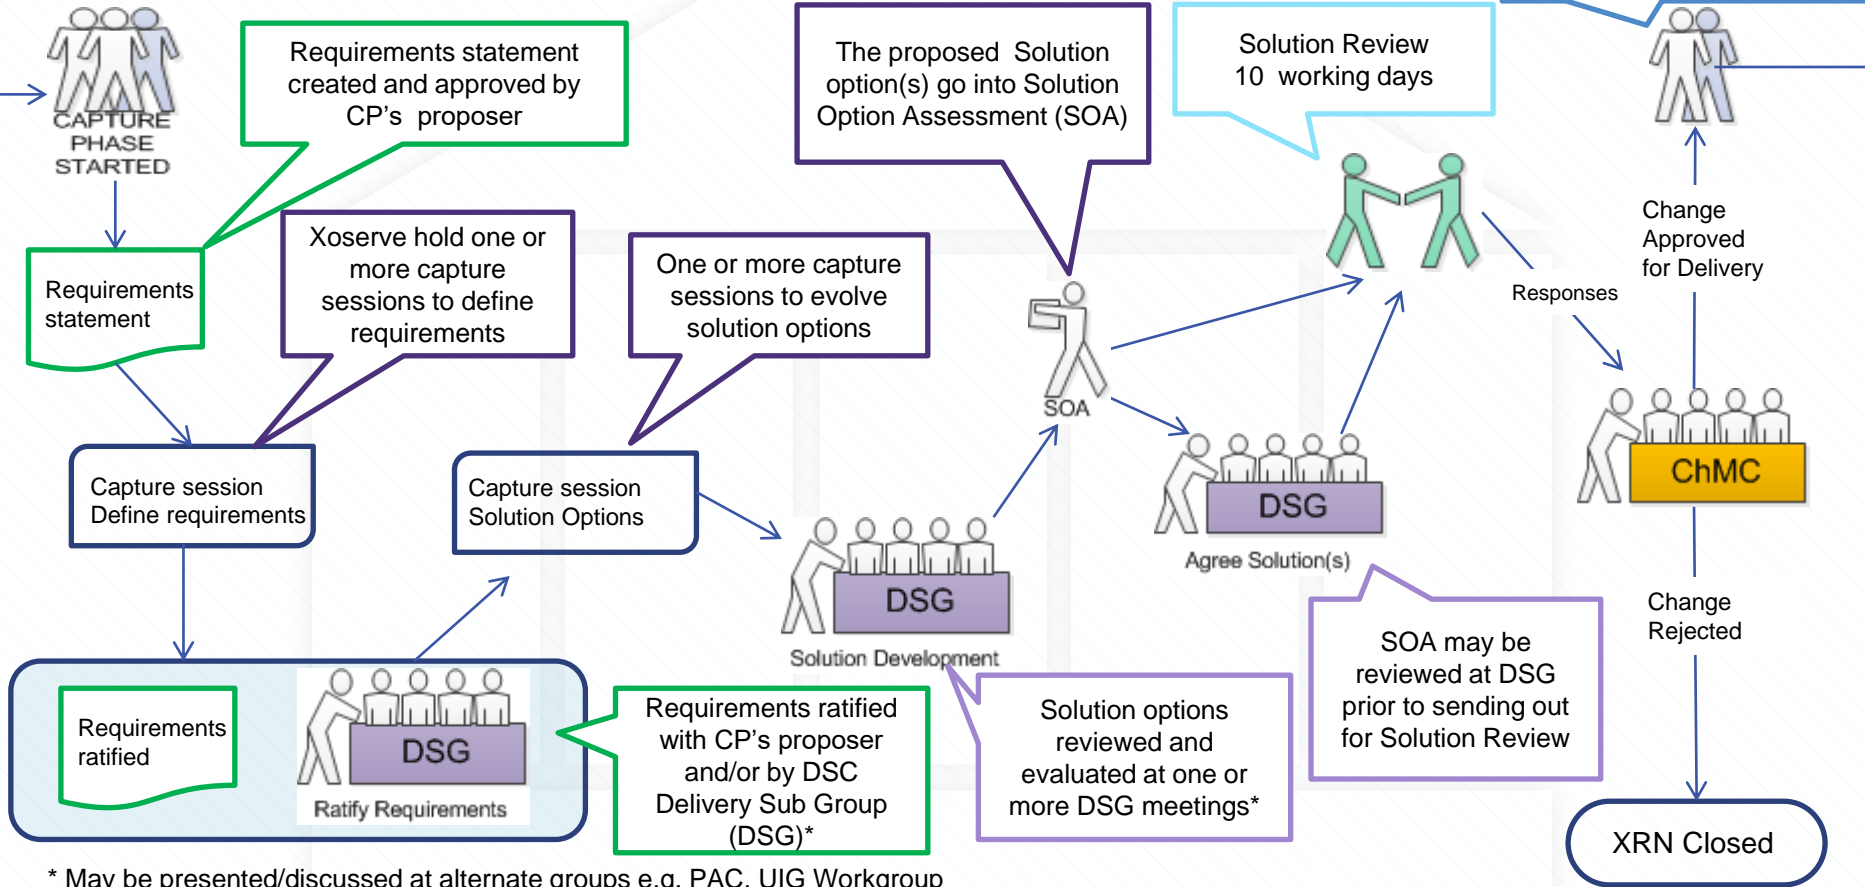 CAPTURE
PHASE
STARTED
Requirements statement
created and approved by
CP's proposer
The proposed Solution
option(s) go into Solution
Option Assessment (SOA)
Solution Review
10 working days
Requirements
statement
Xoserve hold one or
more capture
sessions to define
requirements
One or more capture
sessions to evolve
solution options
SOA
Responses
Change
Approved
for Delivery
Capture session
Define requirements
Capture session
Solution Options
DSG
Solution Development
DSG
Agree Solution(s)
ChMC
Requirements
ratified
DSG
Ratify Requirements
Requirements ratified
with CP's proposer
and/or by DSC
Delivery Sub Group
(DSG)*
Solution options
reviewed and
evaluated at one or
more DSG meetings*
SOA may be
reviewed at DSG
prior to sending out
for Solution Review
Change
Rejected
XRN Closed
* May be presented/discussed at alternate groups e.g. PAC, UIG Workgroup